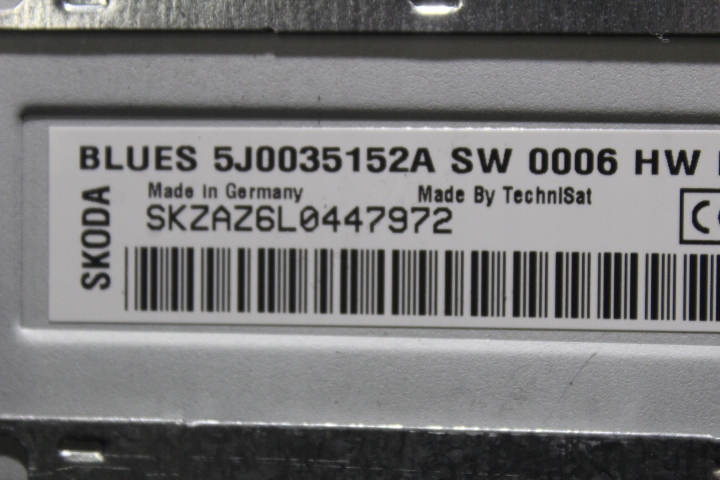 BLUES 5J0035152A SW 0006 HW
Made in Germany
Made By TechniSat
SKZAZ6L0447972
SKODA
CE